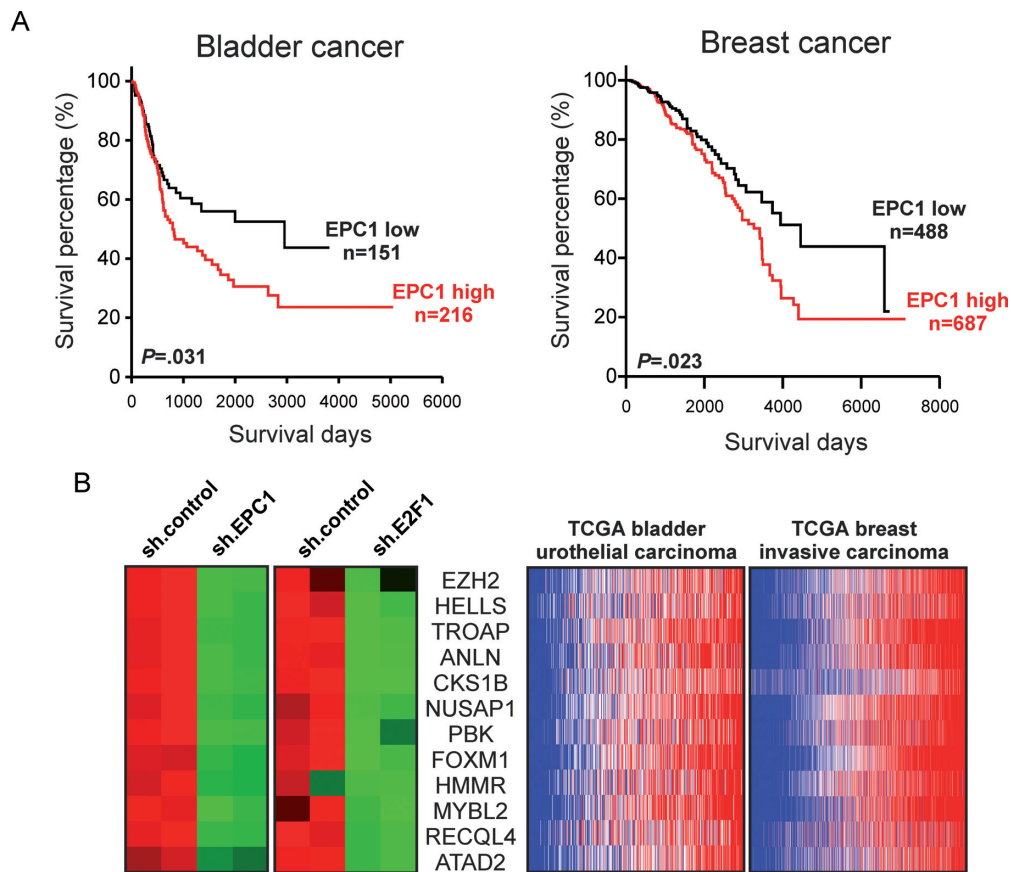 A
Bladder cancer
Survival percentage (%)
100
80
60
40
20
0
0 1000 2000 3000 4000 5000 6000
Survival days
EPC1 low
n=151
EPC1 high
n=216
P=.031
Breast cancer
Survival percentage (%)
100
80
60
40
20
0
0 2000 4000 6000 8000
Survival days
EPC1 low
n=488
EPC1 high
n=687
P=.023
B
sh.control
sh.EPC1
sh.control
sh.E2F1
TCGA bladder
urothelial carcinoma
TCGA breast
invasive carcinoma
EZH2
HELLS
TROAP
ANLN
CKS1B
NUSAP1
PBK
FOXM1
HMMR
MYBL2
RECQL4
ATAD2